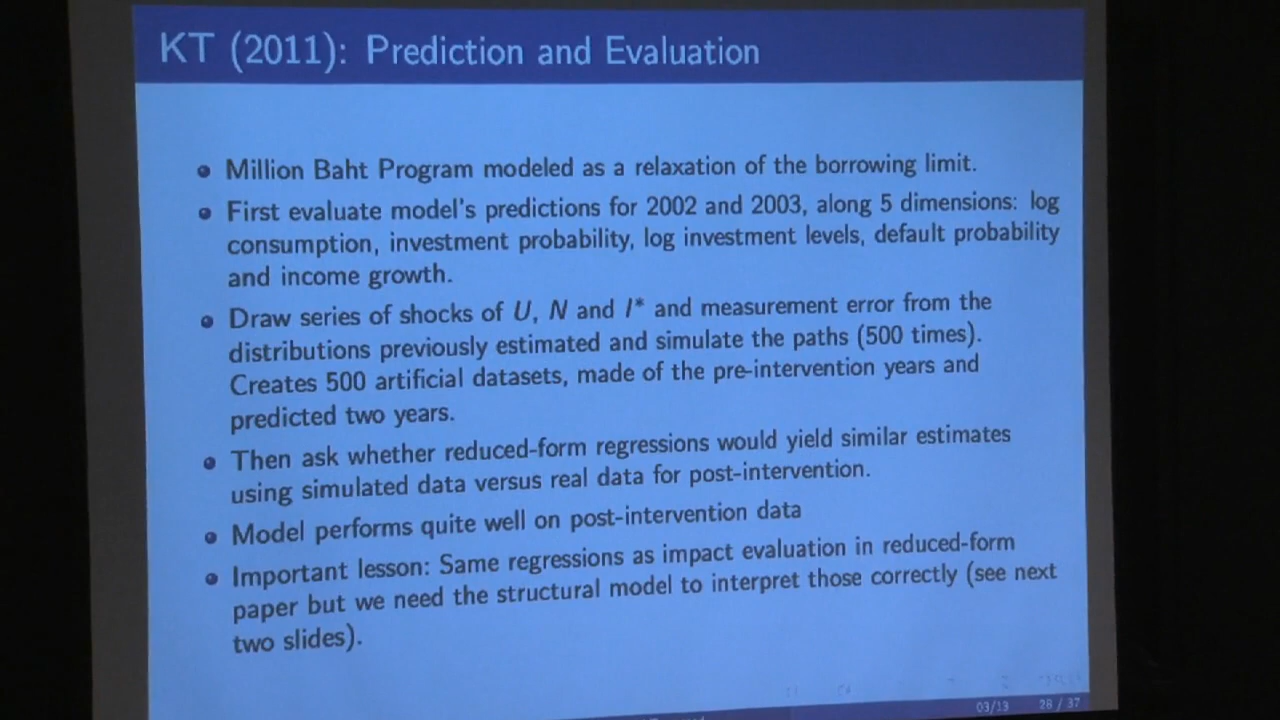 KT (2011): Prediction and Evaluation
Million Baht Program modeled as a relaxation of the borrowing limit.
First evaluate model's predictions for 2002 and 2003, along 5 dimensions: log
consumption, investment probability, log investment levels, default probability
and income growth.
Draw series of shocks of U, N and I* and measurement error from the
distributions previously estimated and simulate the paths (500 times).
Creates 500 artificial datasets, made of the pre-intervention years and
predicted two years.
Then ask whether reduced-form regressions would yield similar estimates
using simulated data versus real data for post-intervention.
Model performs quite well on post-intervention data
Important lesson: Same regressions as impact evaluation in reduced-form
paper but we need the structural model to interpret those correctly (see next
two slides).
03/13 28 / 37